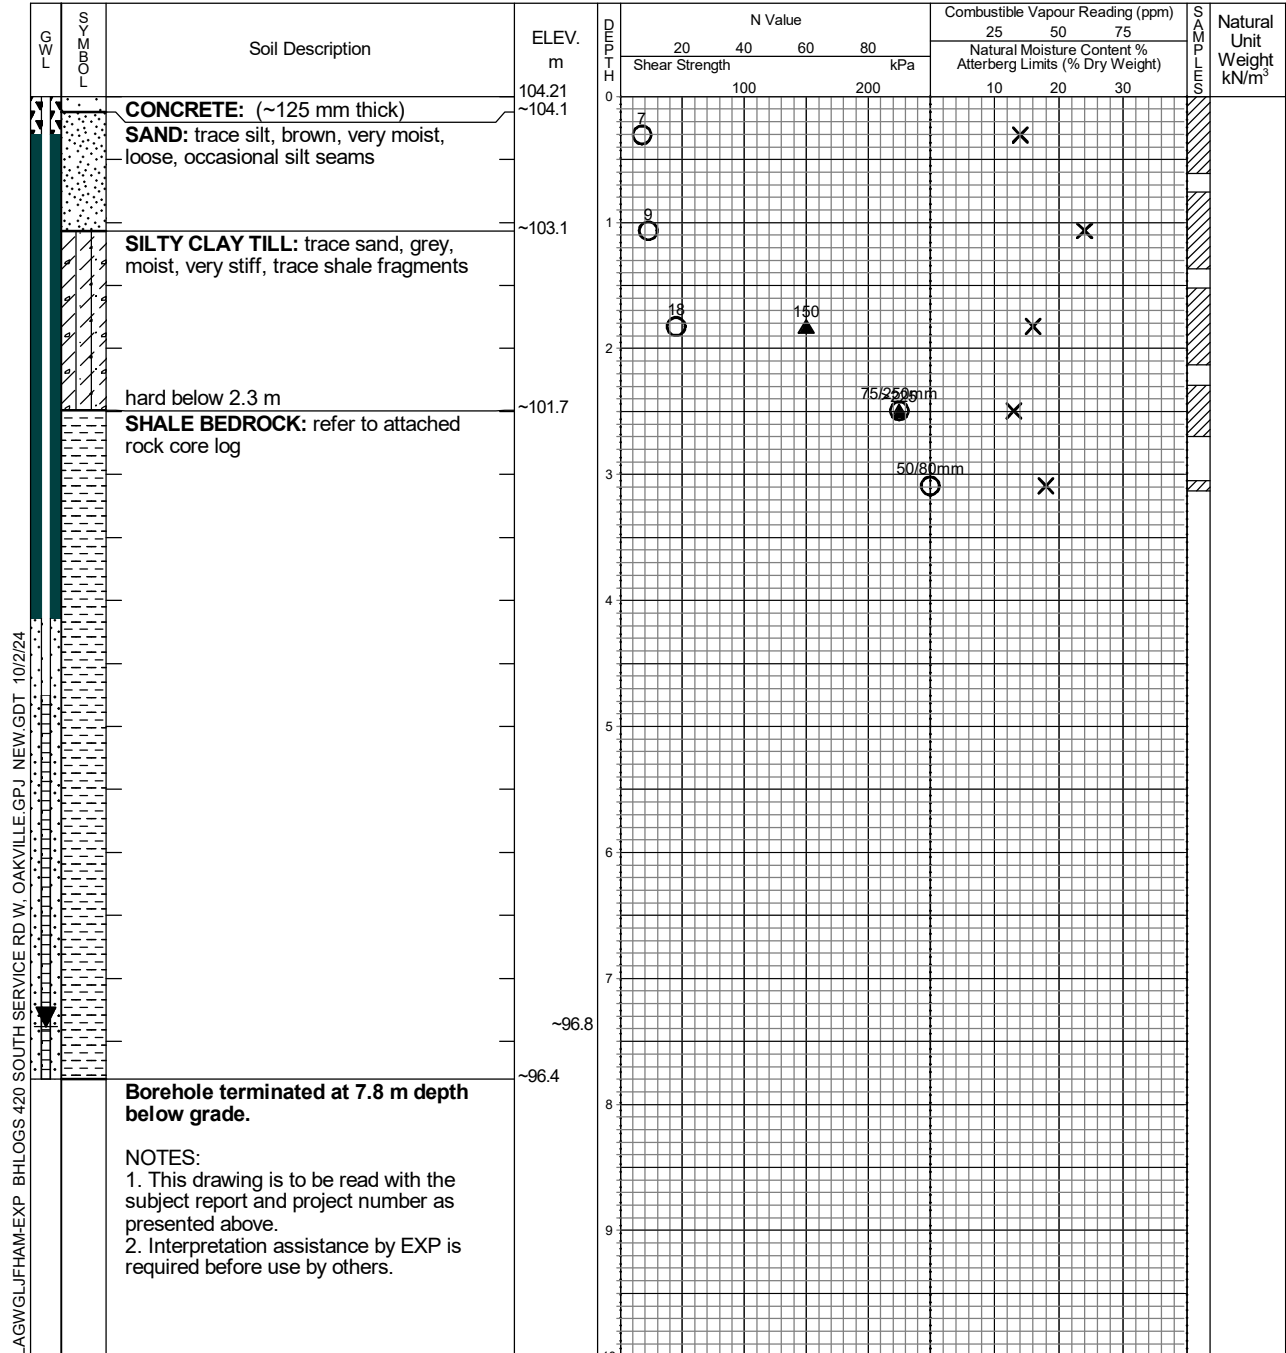 GWL
SYMBOL
Soil Description
ELEV.
m
DEPTH
N Value
20 40 60 80
Shear Strength kPa
100 200
Combustible Vapour Reading (ppm)
25 50 75
Natural Moisture Content %
Atterberg Limits (% Dry Weight)
10 20 30
SAMPLES
Natural
Unit
Weight
kN/m³
104.21
0
CONCRETE: (~125 mm thick)
~104.1
SAND: trace silt, brown, very moist,
loose, occasional silt seams
7
~103.1
1
9
SILTY CLAY TILL: trace sand, grey,
moist, very stiff, trace shale fragments
18
150
2
hard below 2.3 m
~101.7
75/250mm
225
SHALE BEDROCK: refer to attached
rock core log
50/80mm
3
4
5
6
7
~96.8
~96.4
Borehole terminated at 7.8 m depth
below grade.
8
NOTES:
1. This drawing is to be read with the
subject report and project number as
presented above.
2. Interpretation assistance by EXP is
required before use by others.
9
AGWGLJFHAM-EXP BHLOGS 420 SOUTH SERVICE RD W, OAKVILLE.GPJ NEW.GDT 10/2/24